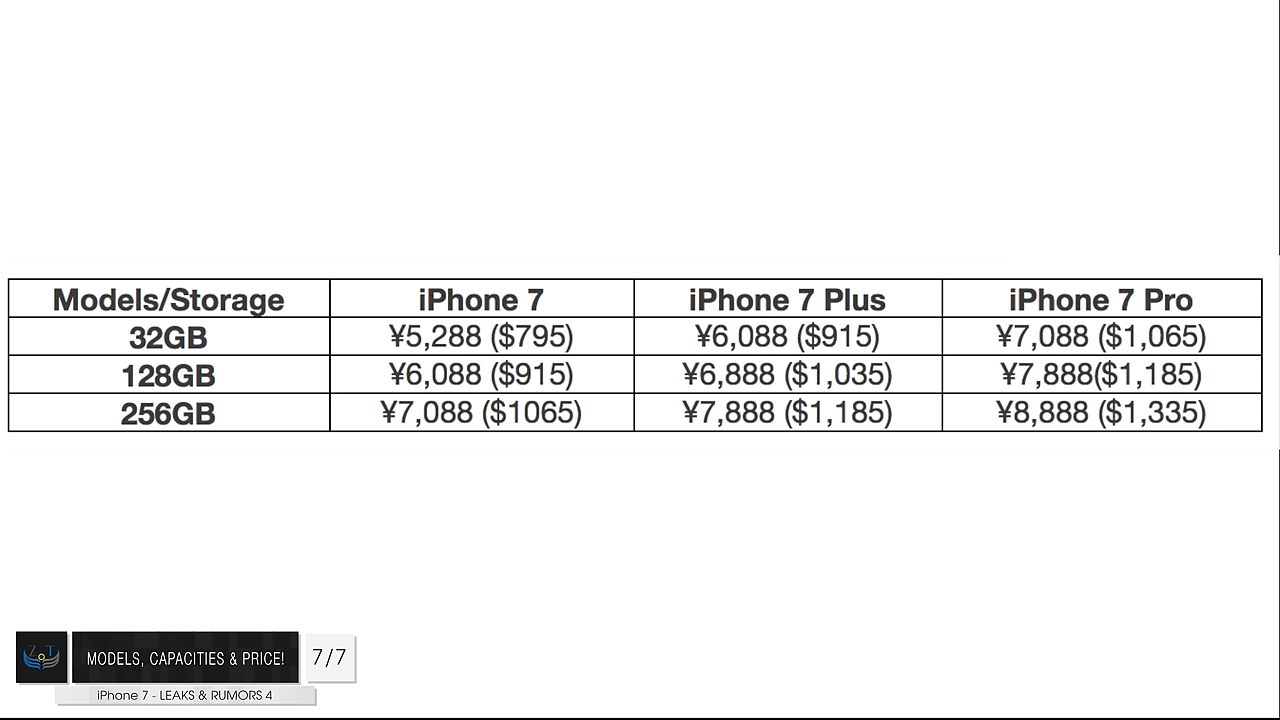 Models/Storage iPhone 7 iPhone 7 Plus iPhone 7 Pro
32GB ¥5,288 ($795) ¥6,088 ($915) ¥7,088 ($1,065)
128GB ¥6,088 ($915) ¥6,888 ($1,035) ¥7,888($1,185)
256GB ¥7,088 ($1065) ¥7,888 ($1,185) ¥8,888 ($1,335)
ZoT MODELS, CAPACITIES & PRICE! 7/7
iPhone 7 - LEAKS & RUMORS 4